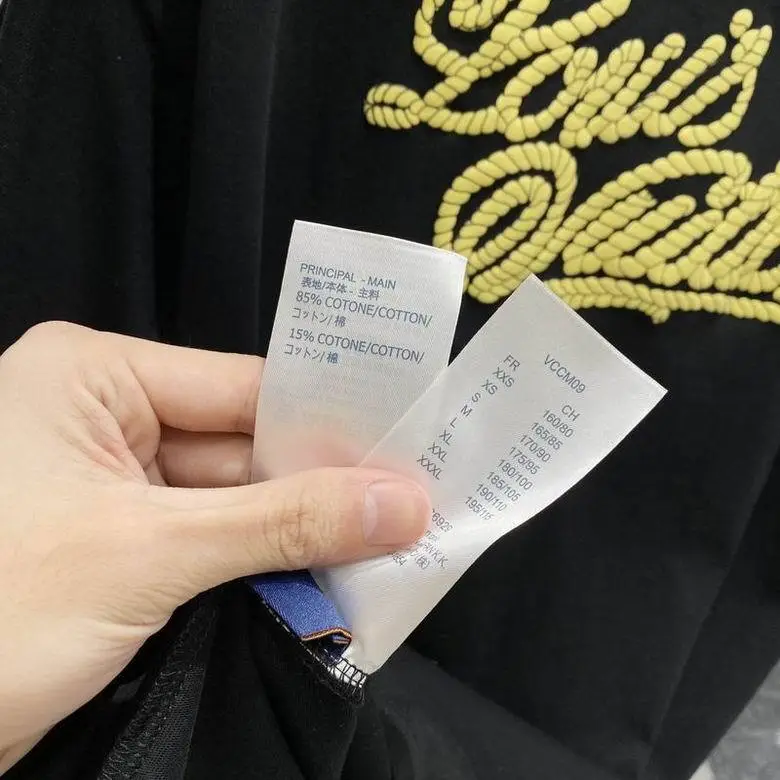 Louis
PRINCIPAL - MAIN
表地/本体 - 主料
85% COTONE/COTTON/
コットン/ 棉
15% COTONE/COTTON/
コットン/ 棉
VCCM09
FR CH
XXS 160/80
XS 165/85
S 170/90
M 175/95
L 180/100
XL 185/105
XXL 190/110
XXXL
K.K.
(株)